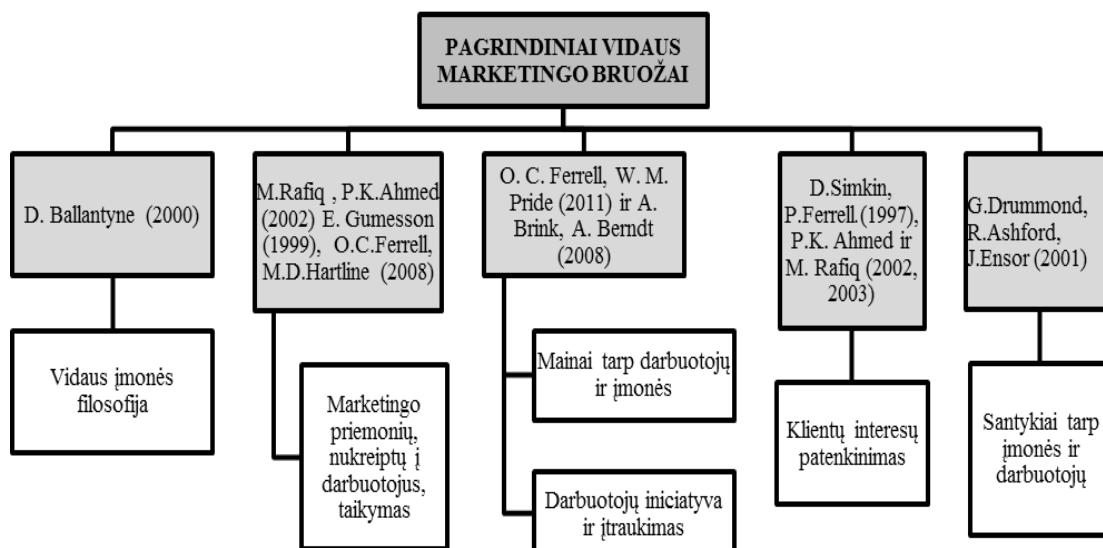 PAGRINDINIAI VIDAUS
MARKETINGO BRUOŽAI
D. Ballantyne (2000)
M.Rafiq , P.K.Ahmed
(2002) E. Gumesson
(1999), O.C.Ferrell,
M.D.Hartline (2008)
O. C. Ferrell, W. M.
Pride (2011) ir A.
Brink, A. Berndt
(2008)
D.Simkin,
P.Ferrell.(1997),
P.K. Ahmed ir
M. Rafiq (2002,
2003)
G.Drummond,
R.Ashford,
J.Ensor (2001)
Vidaus įmonės
filosofija
Marketingo
priemonių,
nukreiptų į
darbuotojus,
taikymas
Mainai tarp darbuotojų
ir įmonės
Darbuotojų iniciatyva
ir įtraukimas
Klientų interesų
patenkinimas
Santykiai tarp
įmonės ir
darbuotojų